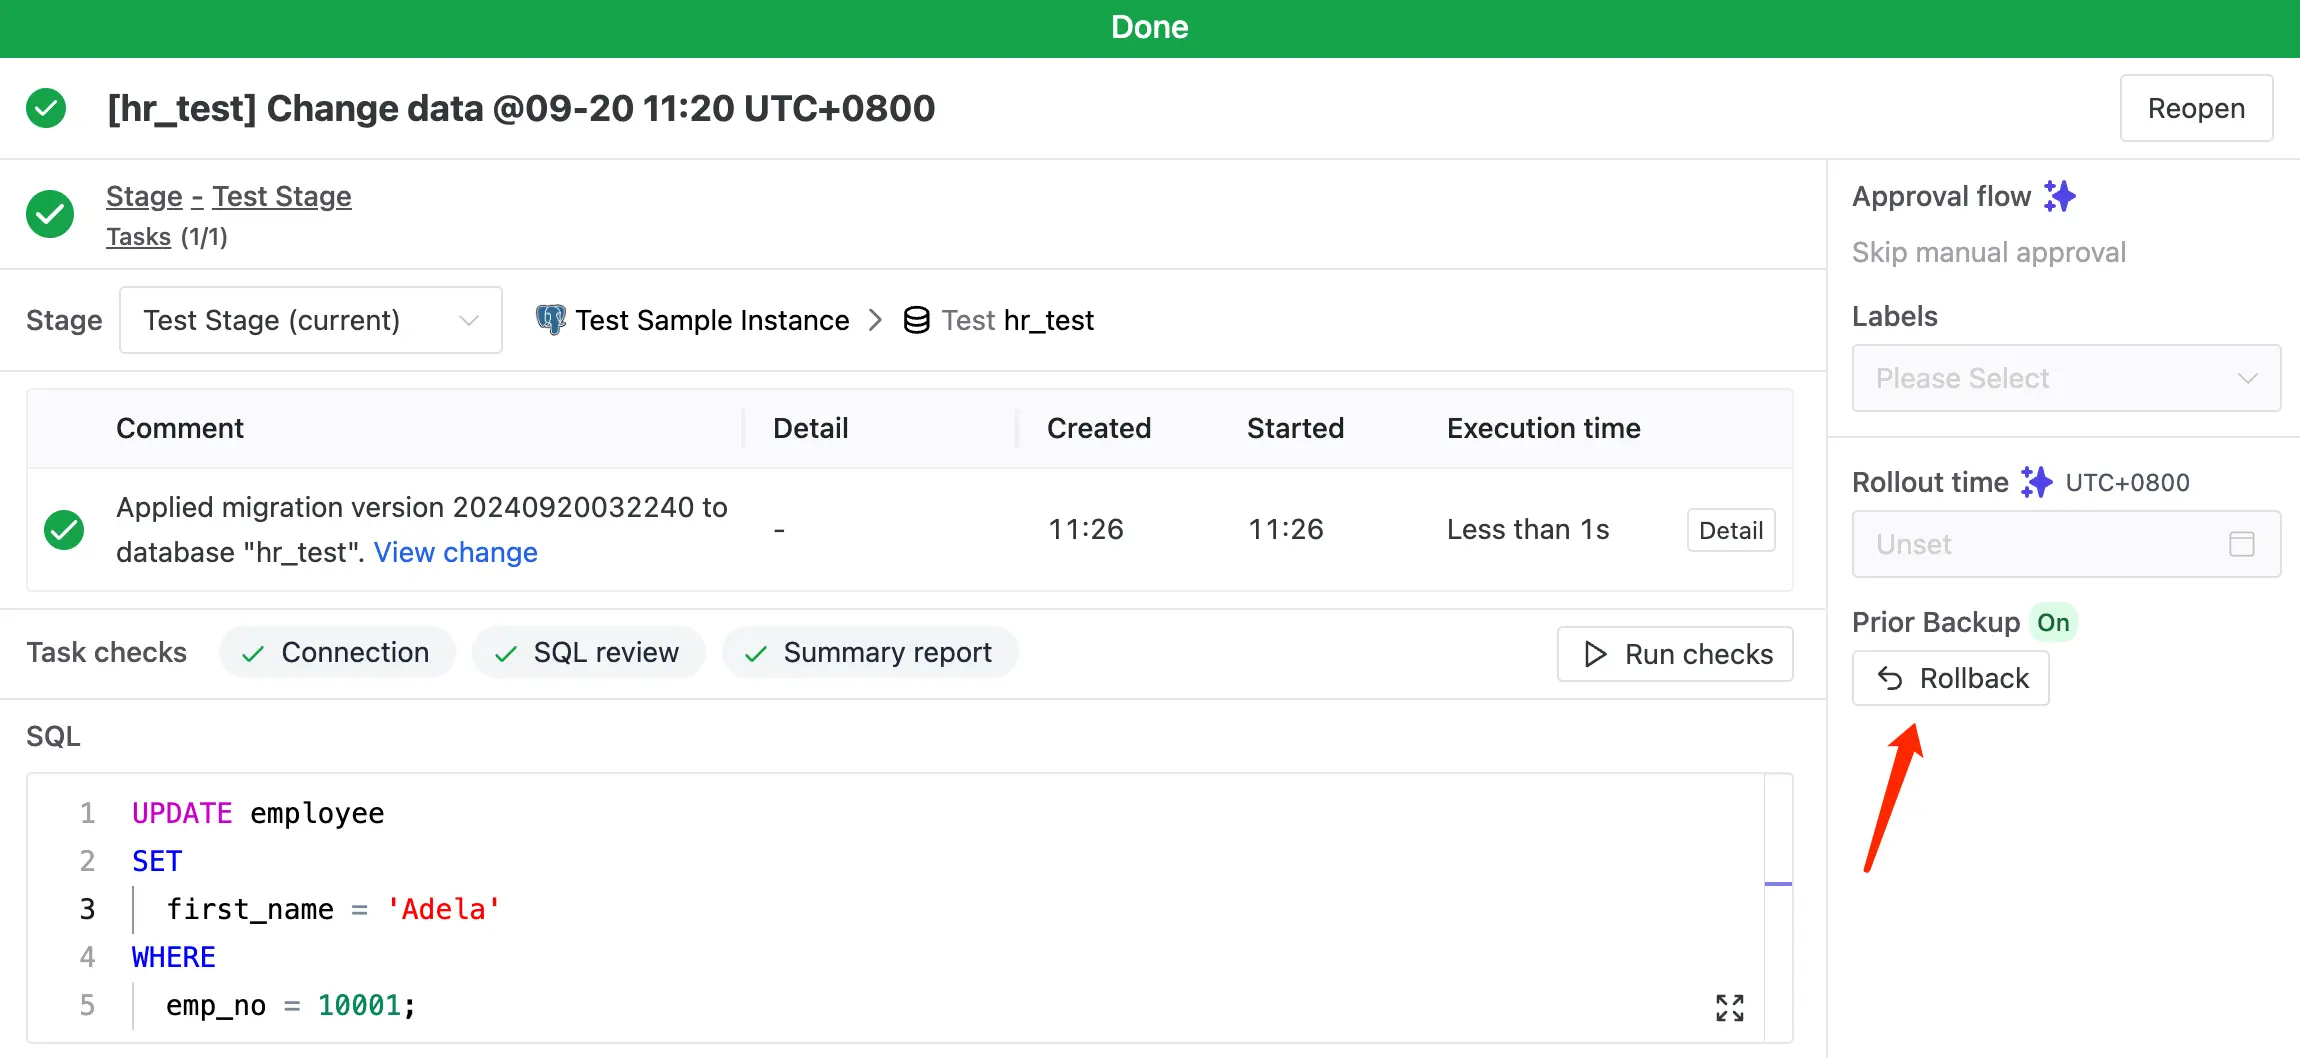 Done
[hr_test] Change data @09-20 11:20 UTC+0800
Reopen
Stage - Test Stage
Tasks (1/1)
Stage
Test Stage (current)
Test Sample Instance
Test hr_test
Comment
Detail
Created
Started
Execution time
Applied migration version 20240920032240 to
database "hr_test". View change
-
11:26
11:26
Less than 1s
Detail
Task checks
Connection
SQL review
Summary report
Run checks
SQL
1 UPDATE employee
2 SET
3 first_name = 'Adela'
4 WHERE
5 emp_no = 10001;
Approval flow
Skip manual approval
Labels
Please Select
Rollout time UTC+0800
Unset
Prior Backup On
Rollback